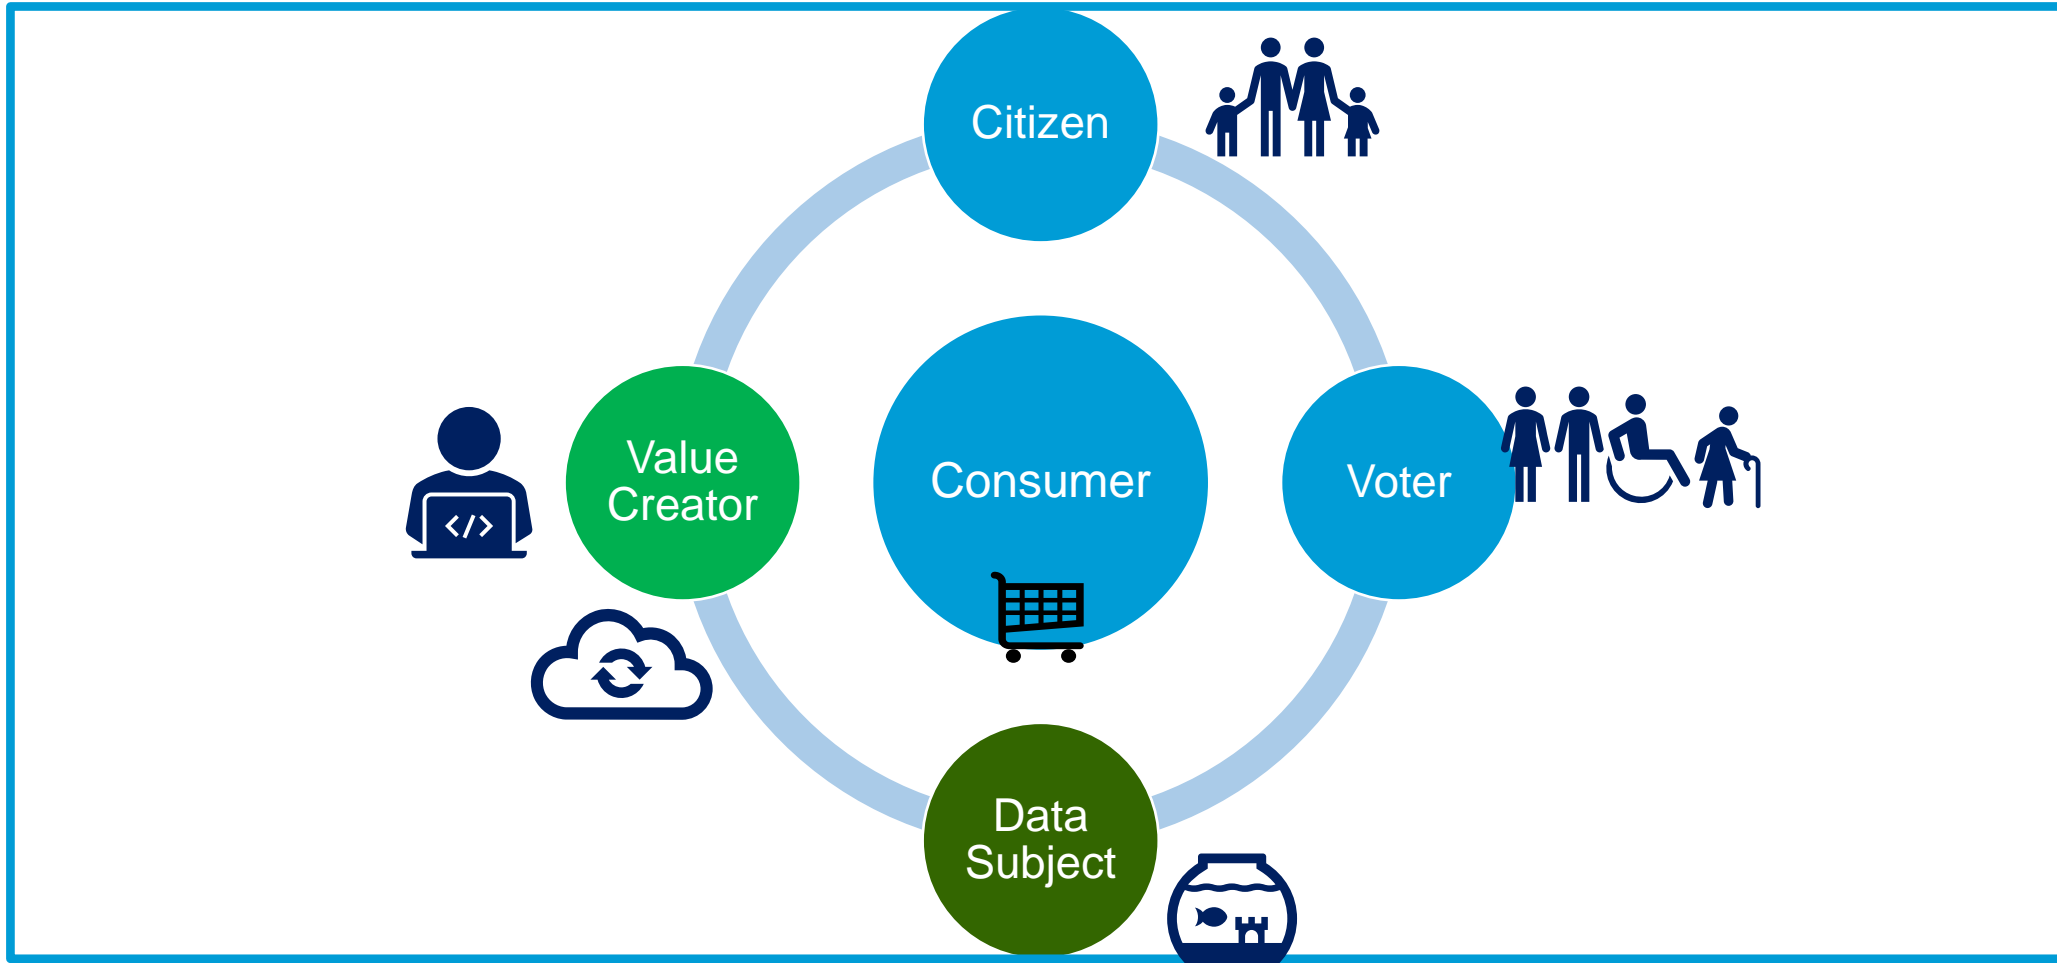 Citizen
Value
Creator
Consumer
Voter
Data
Subject
</>